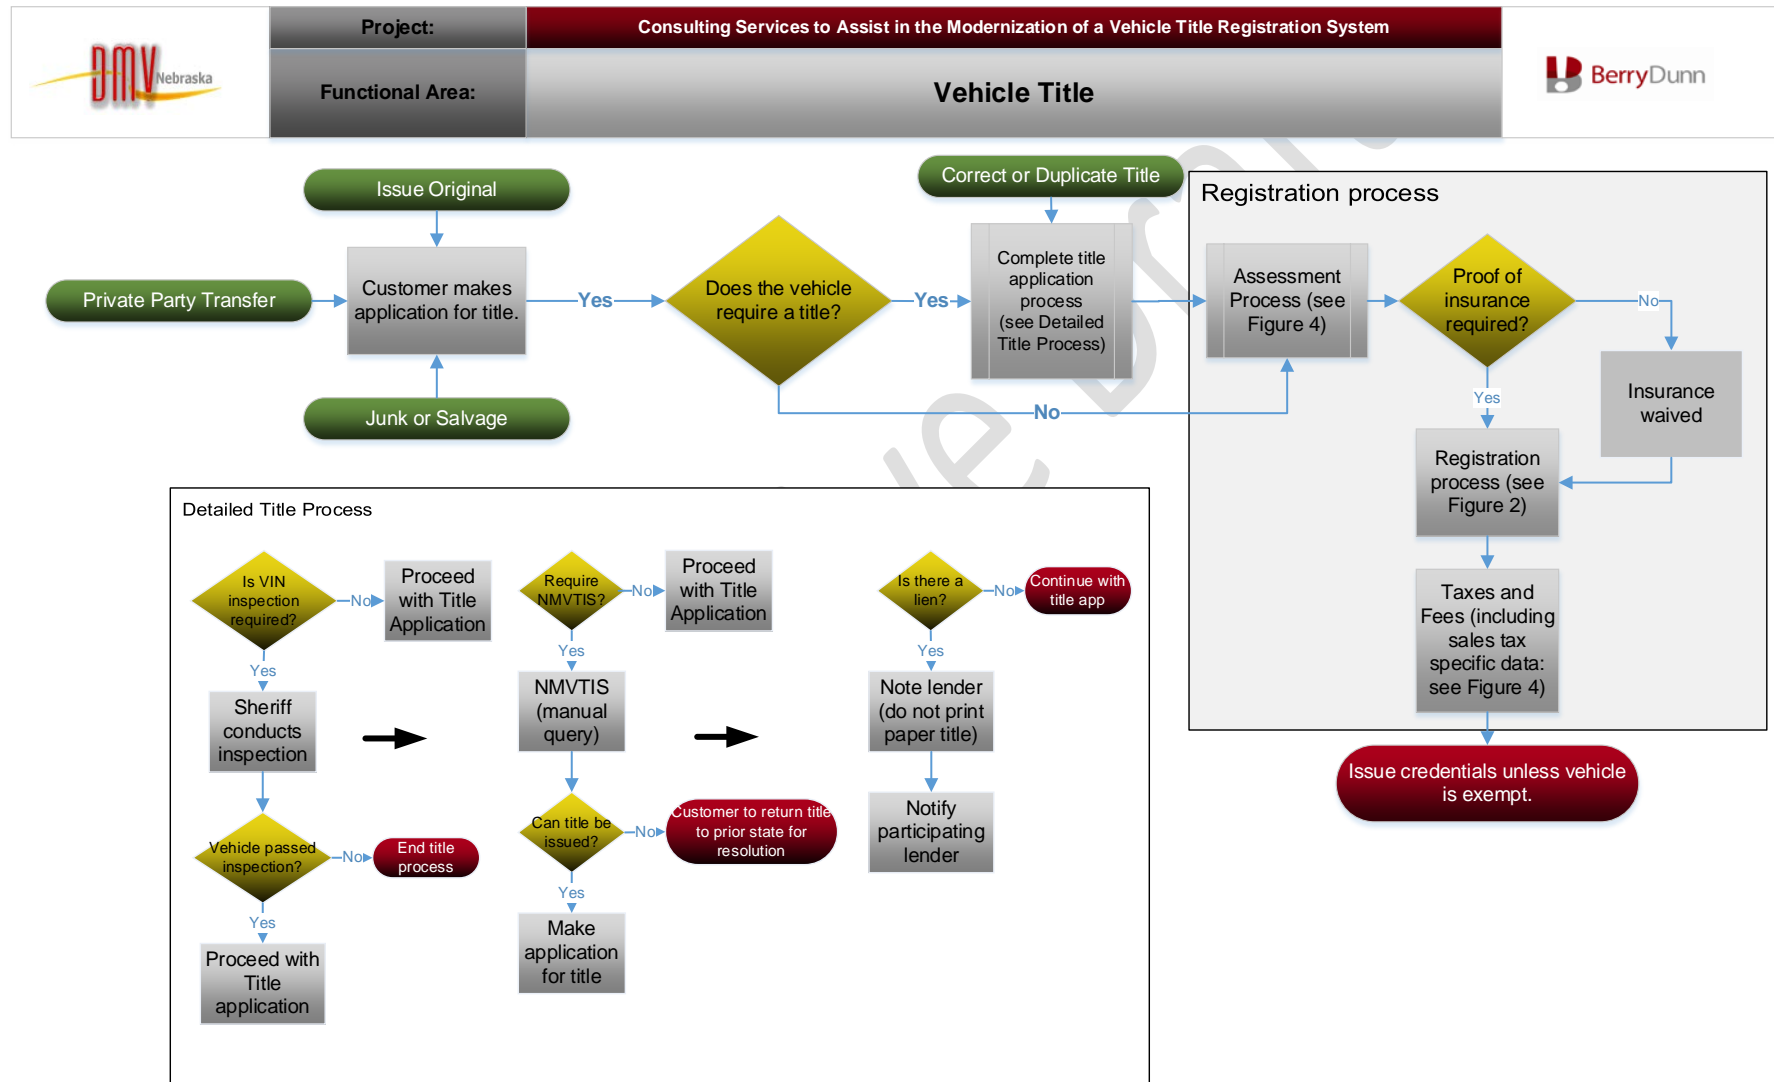 DMV Nebraska
Project:
Consulting Services to Assist in the Modernization of a Vehicle Title Registration System
Functional Area:
Vehicle Title
BerryDunn
Issue Original
Correct or Duplicate Title
Registration process
Private Party Transfer
Customer makes
application for title.
Yes
Does the vehicle
require a title?
Yes
No
Complete title
application
process
(see Detailed
Title Process)
Assessment
Process (see
Figure 4)
Proof of
insurance
required?
No
Yes
Insurance
waived
Junk or Salvage
Registration
process (see
Figure 2)
Taxes and
Fees (including
sales tax
specific data:
see Figure 4)
Issue credentials unless vehicle
is exempt.
Detailed Title Process
Is VIN
inspection
required?
No
Proceed
with Title
Application
Yes
Sheriff
conducts
inspection
Vehicle passed
inspection?
No
End title
process
Yes
Proceed with
Title
application
Require
NMVTIS?
No
Proceed
with Title
Application
Yes
NMVTIS
(manual
query)
Can title be
issued?
No
Customer to return title
to prior state for
resolution
Yes
Make
application
for title
Is there a
lien?
No
Continue with
title app
Yes
Note lender
(do not print
paper title)
Notify
participating
lender